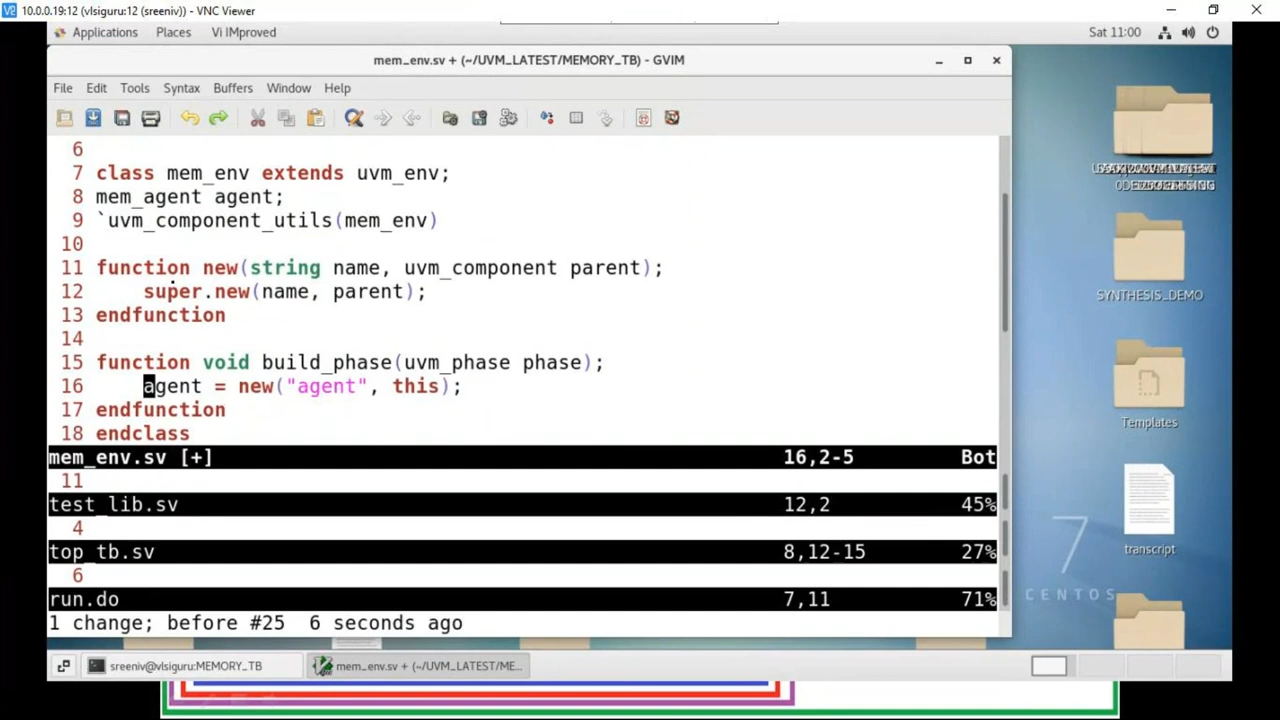 10.0.0.19:12 (vlsiguru:12 (sreeniv)) - VNC Viewer
Applications Places Vi IMproved Sat 11:00
mem_env.sv + (~/UVM_LATEST/MEMORY_TB) - GVIM
File Edit Tools Syntax Buffers Window Help
6
7 class mem_env extends uvm_env;
8 mem_agent agent;
9 `uvm_component_utils(mem_env)
10
11 function new(string name, uvm_component parent);
12 super.new(name, parent);
13 endfunction
14
15 function void build_phase(uvm_phase phase);
16 agent = new("agent", this);
17 endfunction
18 endclass
mem_env.sv [+] 16,2-5 Bot
11
test_lib.sv 12,2 45%
4
top_tb.sv 8,12-15 27%
6
run.do 7,11 71%
1 change; before #25 6 seconds ago
SYNTHESIS_DEMO
Templates
transcript
7
CENTOS
sreeniv@vlsiguru:MEMORY_TB
mem_env.sv + (~/UVM_LATEST/ME...